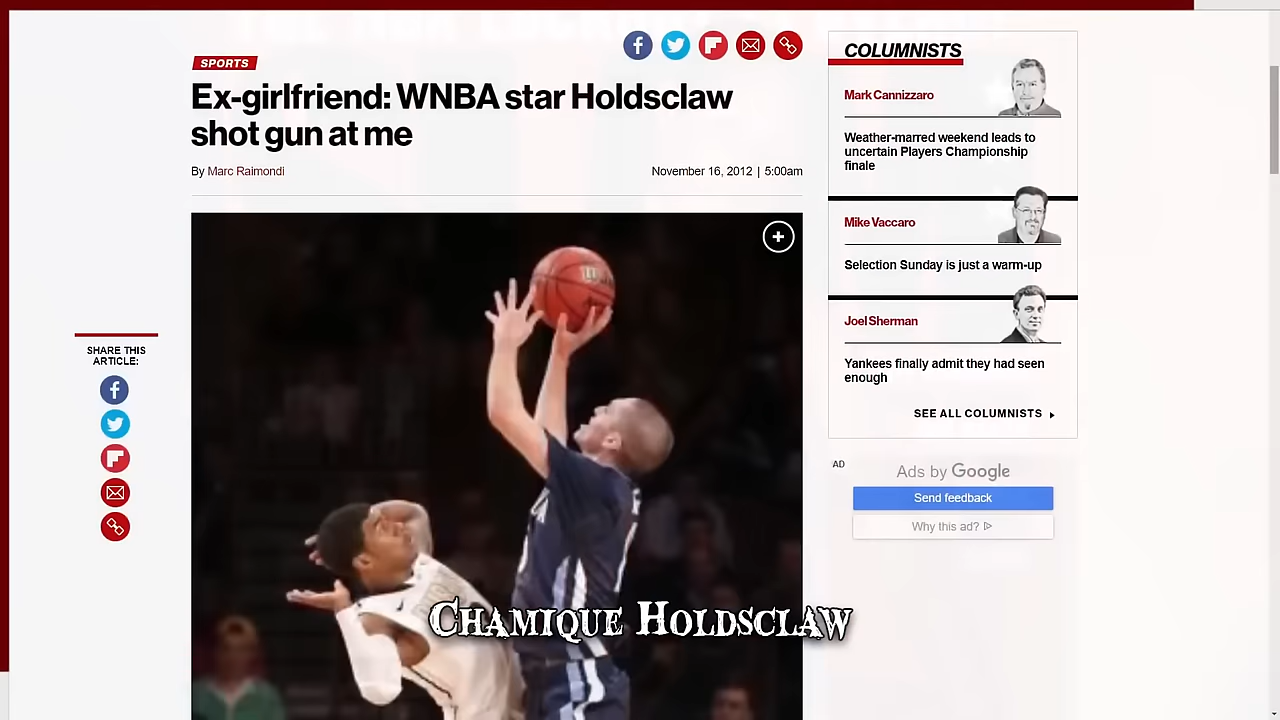 SPORTS
Ex-girlfriend: WNBA star Holdsclaw
shot gun at me
By Marc Raimondi
November 16, 2012 | 5:00am
SHARE THIS
ARTICLE:
CHAMIQUE HOLDSCLAW
COLUMNISTS
Mark Cannizzaro
Weather-marred weekend leads to
uncertain Players Championship
finale
Mike Vaccaro
Selection Sunday is just a warm-up
Joel Sherman
Yankees finally admit they had seen
enough
SEE ALL COLUMNISTS
AD
Ads by Google
Send feedback
Why this ad?